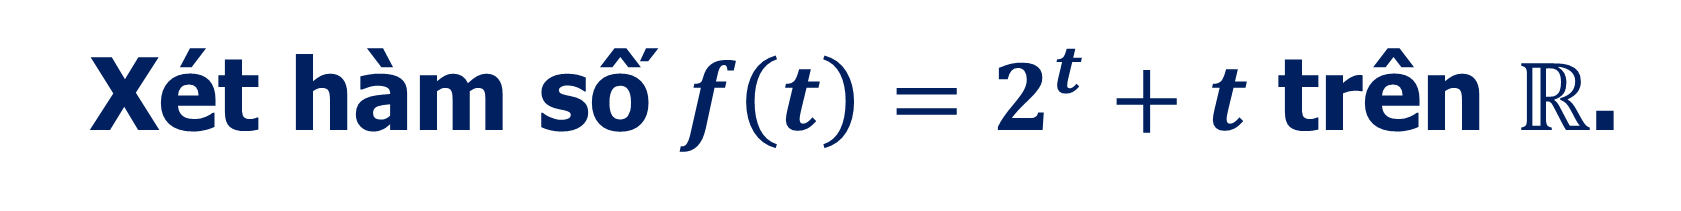 Xét hàm số f(t) = 2^t + t trên ℝ.